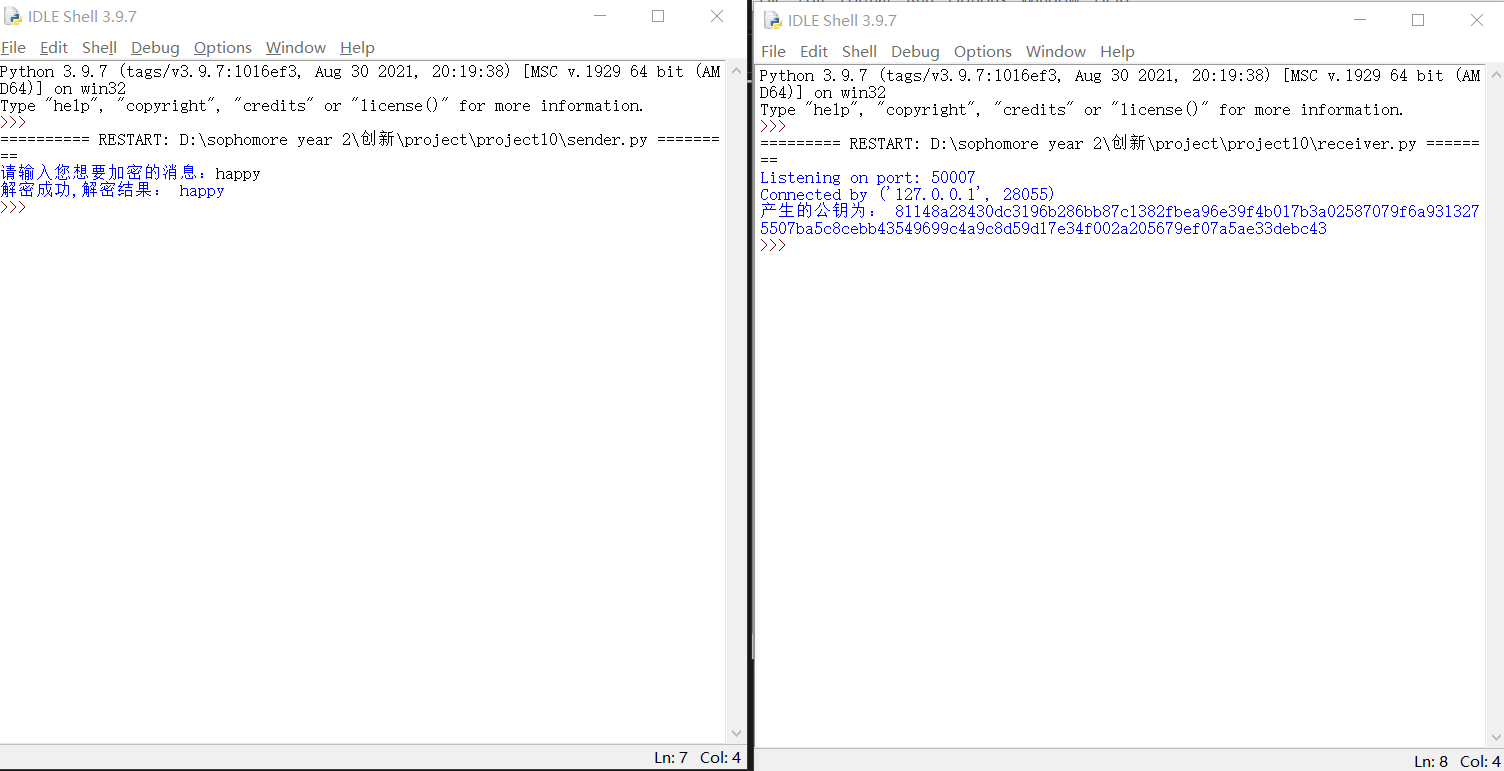 IDLE Shell 3.9.7
File Edit Shell Debug Options Window Help
Python 3.9.7 (tags/v3.9.7:1016ef3, Aug 30 2021, 20:19:38) [MSC v.1929 64 bit (AM
D64)] on win32
Type "help", "copyright", "credits" or "license()" for more information.
>>>
========== RESTART: D:\sophomore year 2\创新\project\project10\sender.py =======
==
请输入您想要加密的消息：happy
解密成功,解密结果： happy
>>>
Ln: 7 Col: 4
IDLE Shell 3.9.7
File Edit Shell Debug Options Window Help
Python 3.9.7 (tags/v3.9.7:1016ef3, Aug 30 2021, 20:19:38) [MSC v.1929 64 bit (AM
D64)] on win32
Type "help", "copyright", "credits" or "license()" for more information.
>>>
========= RESTART: D:\sophomore year 2\创新\project\project10\receiver.py ======
==
Listening on port: 50007
Connected by ('127.0.0.1', 28055)
产生的公钥为： 81148a28430dc3196b286bb87c1382fbea96e39f4b017b3a02587079f6a931327
5507ba5c8cebb43549699c4a9c8d59d17e34f002a205679ef07a5ae33debc43
>>>
Ln: 8 Col: 4